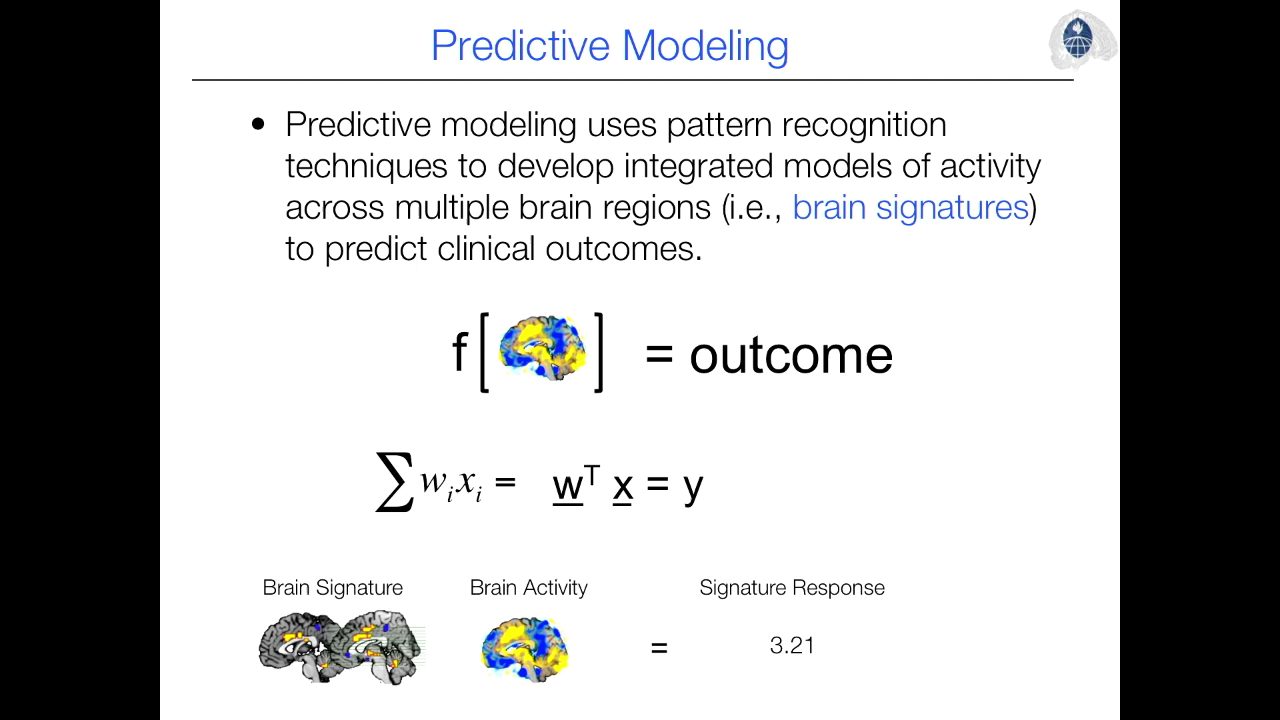 Predictive Modeling
• Predictive modeling uses pattern recognition
techniques to develop integrated models of activity
across multiple brain regions (i.e., brain signatures)
to predict clinical outcomes.
f[ ] = outcome
∑ wᵢxᵢ = w̲ᵀ x̲ = y
Brain Signature Brain Activity Signature Response
= 3.21